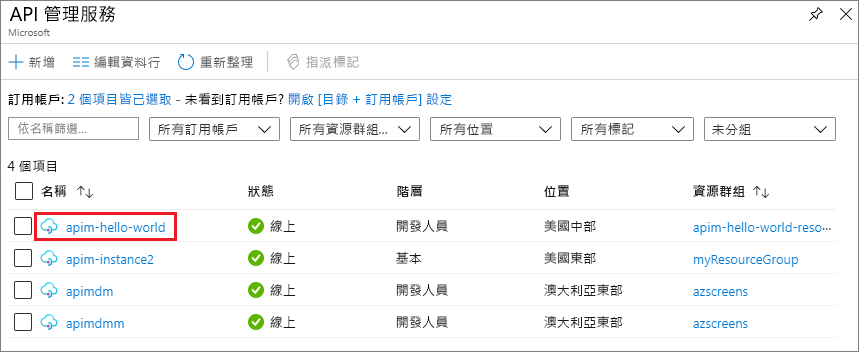 API 管理服務
Microsoft
新增 編輯資料行 重新整理 指派標記
訂用帳戶: 2 個項目皆已選取 - 未看到訂用帳戶? 開啟 [目錄 + 訂用帳戶] 設定
依名稱篩選... 所有訂用帳戶 所有資源群組... 所有位置 所有標記 未分組
4 個項目
名稱 ↑↓ 狀態 階層 位置 資源群組 ↑↓
apim-hello-world 線上 開發人員 美國中部 apim-hello-world-reso...
apim-instance2 線上 基本 美國東部 myResourceGroup
apimdm 線上 開發人員 澳大利亞東部 azscreens
apimdmm 線上 開發人員 澳大利亞東部 azscreens